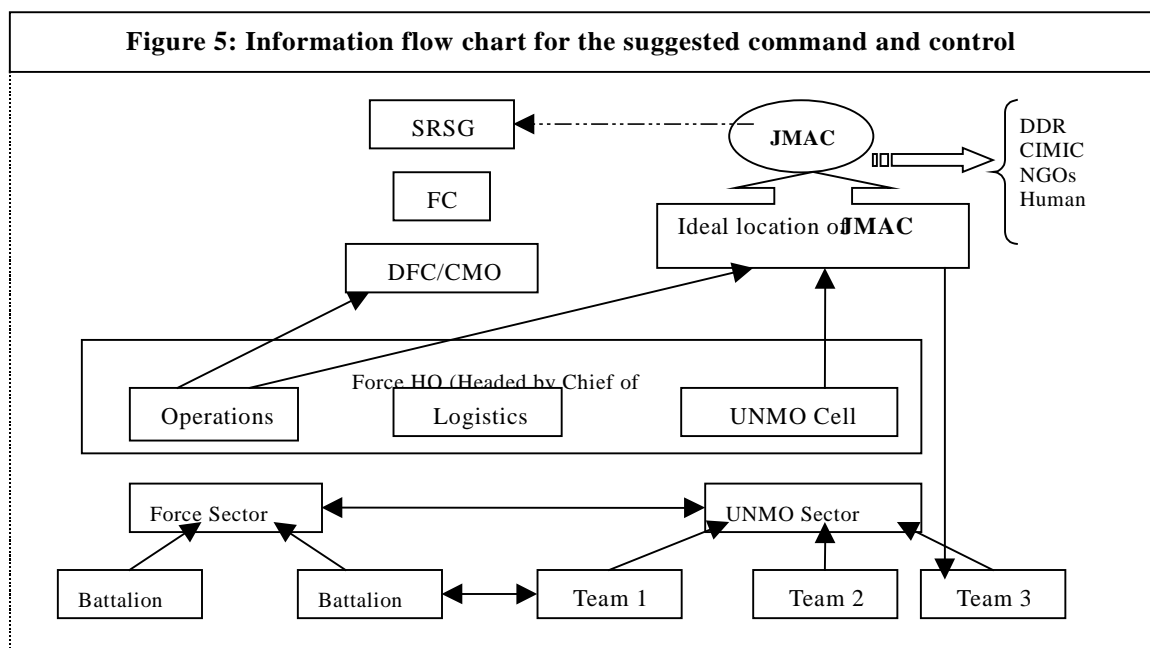 Figure 5: Information flow chart for the suggested command and control
SRSG
JMAC
DDR
CIMIC
NGOs
Human
FC
Ideal location of JMAC
DFC/CMO
Force HQ (Headed by Chief of
Operations
Logistics
UNMO Cell
Force Sector
UNMO Sector
Battalion
Battalion
Team 1
Team 2
Team 3